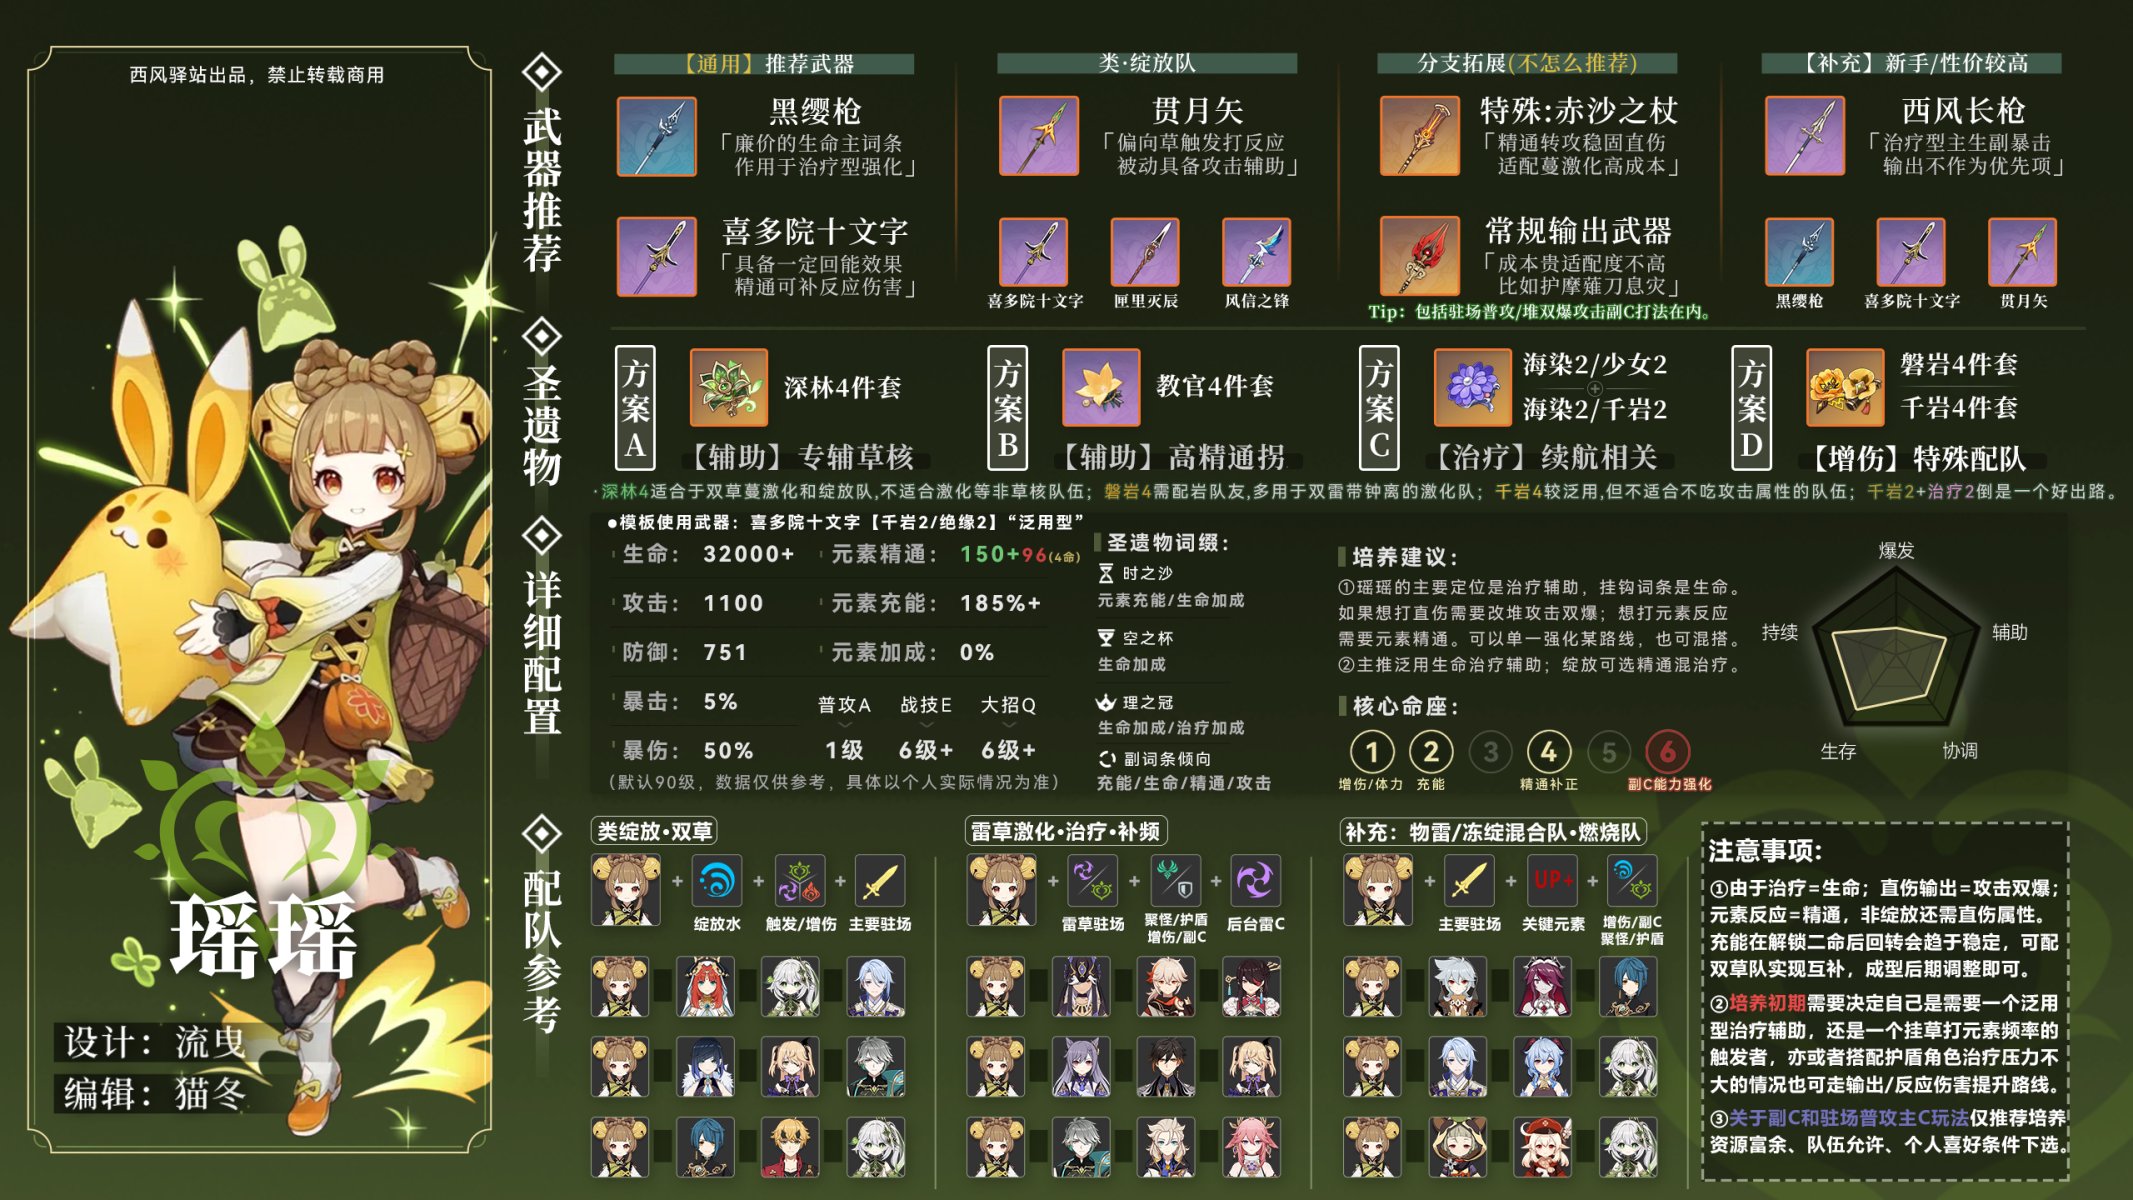 西风驿站出品，禁止转载商用
瑶瑶
设计：流曳
编辑：猫冬
武器推荐
【通用】推荐武器
黑缨枪
「廉价的生命主词条
作用于治疗型强化」
喜多院十文字
「具备一定回能效果
精通可补反应伤害」
类·绽放队
贯月矢
「偏向草触发打反应
被动具备攻击辅助」
喜多院十文字
匣里灭辰
风信之锋
分支拓展(不怎么推荐)
特殊:赤沙之杖
「精通转攻稳固直伤
适配蔓激化高成本」
常规输出武器
「成本贵适配度不高
比如护摩薙刀息灾」
Tip：包括驻场普攻/堆双爆攻击副C打法在内。
【补充】新手/性价较高
西风长枪
「治疗型主生副暴击
输出不作为优先项」
黑缨枪
喜多院十文字
贯月矢
圣遗物
方案A
深林4件套
【辅助】专辅草核
方案B
教官4件套
【辅助】高精通拐
方案C
海染2/少女2
海染2/千岩2
【治疗】续航相关
方案D
磐岩4件套
千岩4件套
【增伤】特殊配队
·深林4适合于双草蔓激化和绽放队,不适合激化等非草核队伍；磐岩4需配岩队友,多用于双雷带钟离的激化队；千岩4较泛用,但不适合不吃攻击属性的队伍；千岩2+治疗2倒是一个好出路。
详细配置
●模板使用武器：喜多院十文字【千岩2/绝缘2】“泛用型”
生命：32000+ 元素精通：150+96(4命)
攻击：1100 元素充能：185%+
防御：751 元素加成：0%
暴击：5% 普攻A 战技E 大招Q
暴伤：50% 1级 6级+ 6级+
（默认90级，数据仅供参考，具体以个人实际情况为准）
圣遗物词缀：
时之沙
元素充能/生命加成
空之杯
生命加成
理之冠
生命加成/治疗加成
副词条倾向
充能/生命/精通/攻击
培养建议：
①瑶瑶的主要定位是治疗辅助，挂钩词条是生命。
如果想打直伤需要改堆攻击双爆；想打元素反应
需要元素精通。可以单一强化某路线，也可混搭。
②主推泛用生命治疗辅助；绽放可选精通混治疗。
核心命座：
1 2 3 4 5 6
增伤/体力 充能 精通补正 副C能力强化
爆发
持续
辅助
生存
协调
配队参考
类绽放·双草
绽放水
触发/增伤
主要驻场
雷草激化·治疗·补频
雷草驻场
聚怪/护盾
增伤/副C
后台雷C
补充：物雷/冻绽混合队·燃烧队
UP+
主要驻场
关键元素
增伤/副C
聚怪/护盾
注意事项:
①由于治疗=生命；直伤输出=攻击双爆；
元素反应=精通，非绽放还需直伤属性。
充能在解锁二命后回转会趋于稳定，可配
双草队实现互补，成型后期调整即可。
②培养初期需要决定自己是需要一个泛用
型治疗辅助，还是一个挂草打元素频率的
触发者，亦或者搭配护盾角色治疗压力不
大的情况也可走输出/反应伤害提升路线。
③关于副C和驻场普攻主C玩法仅推荐培养
资源富余、队伍允许、个人喜好条件下选。